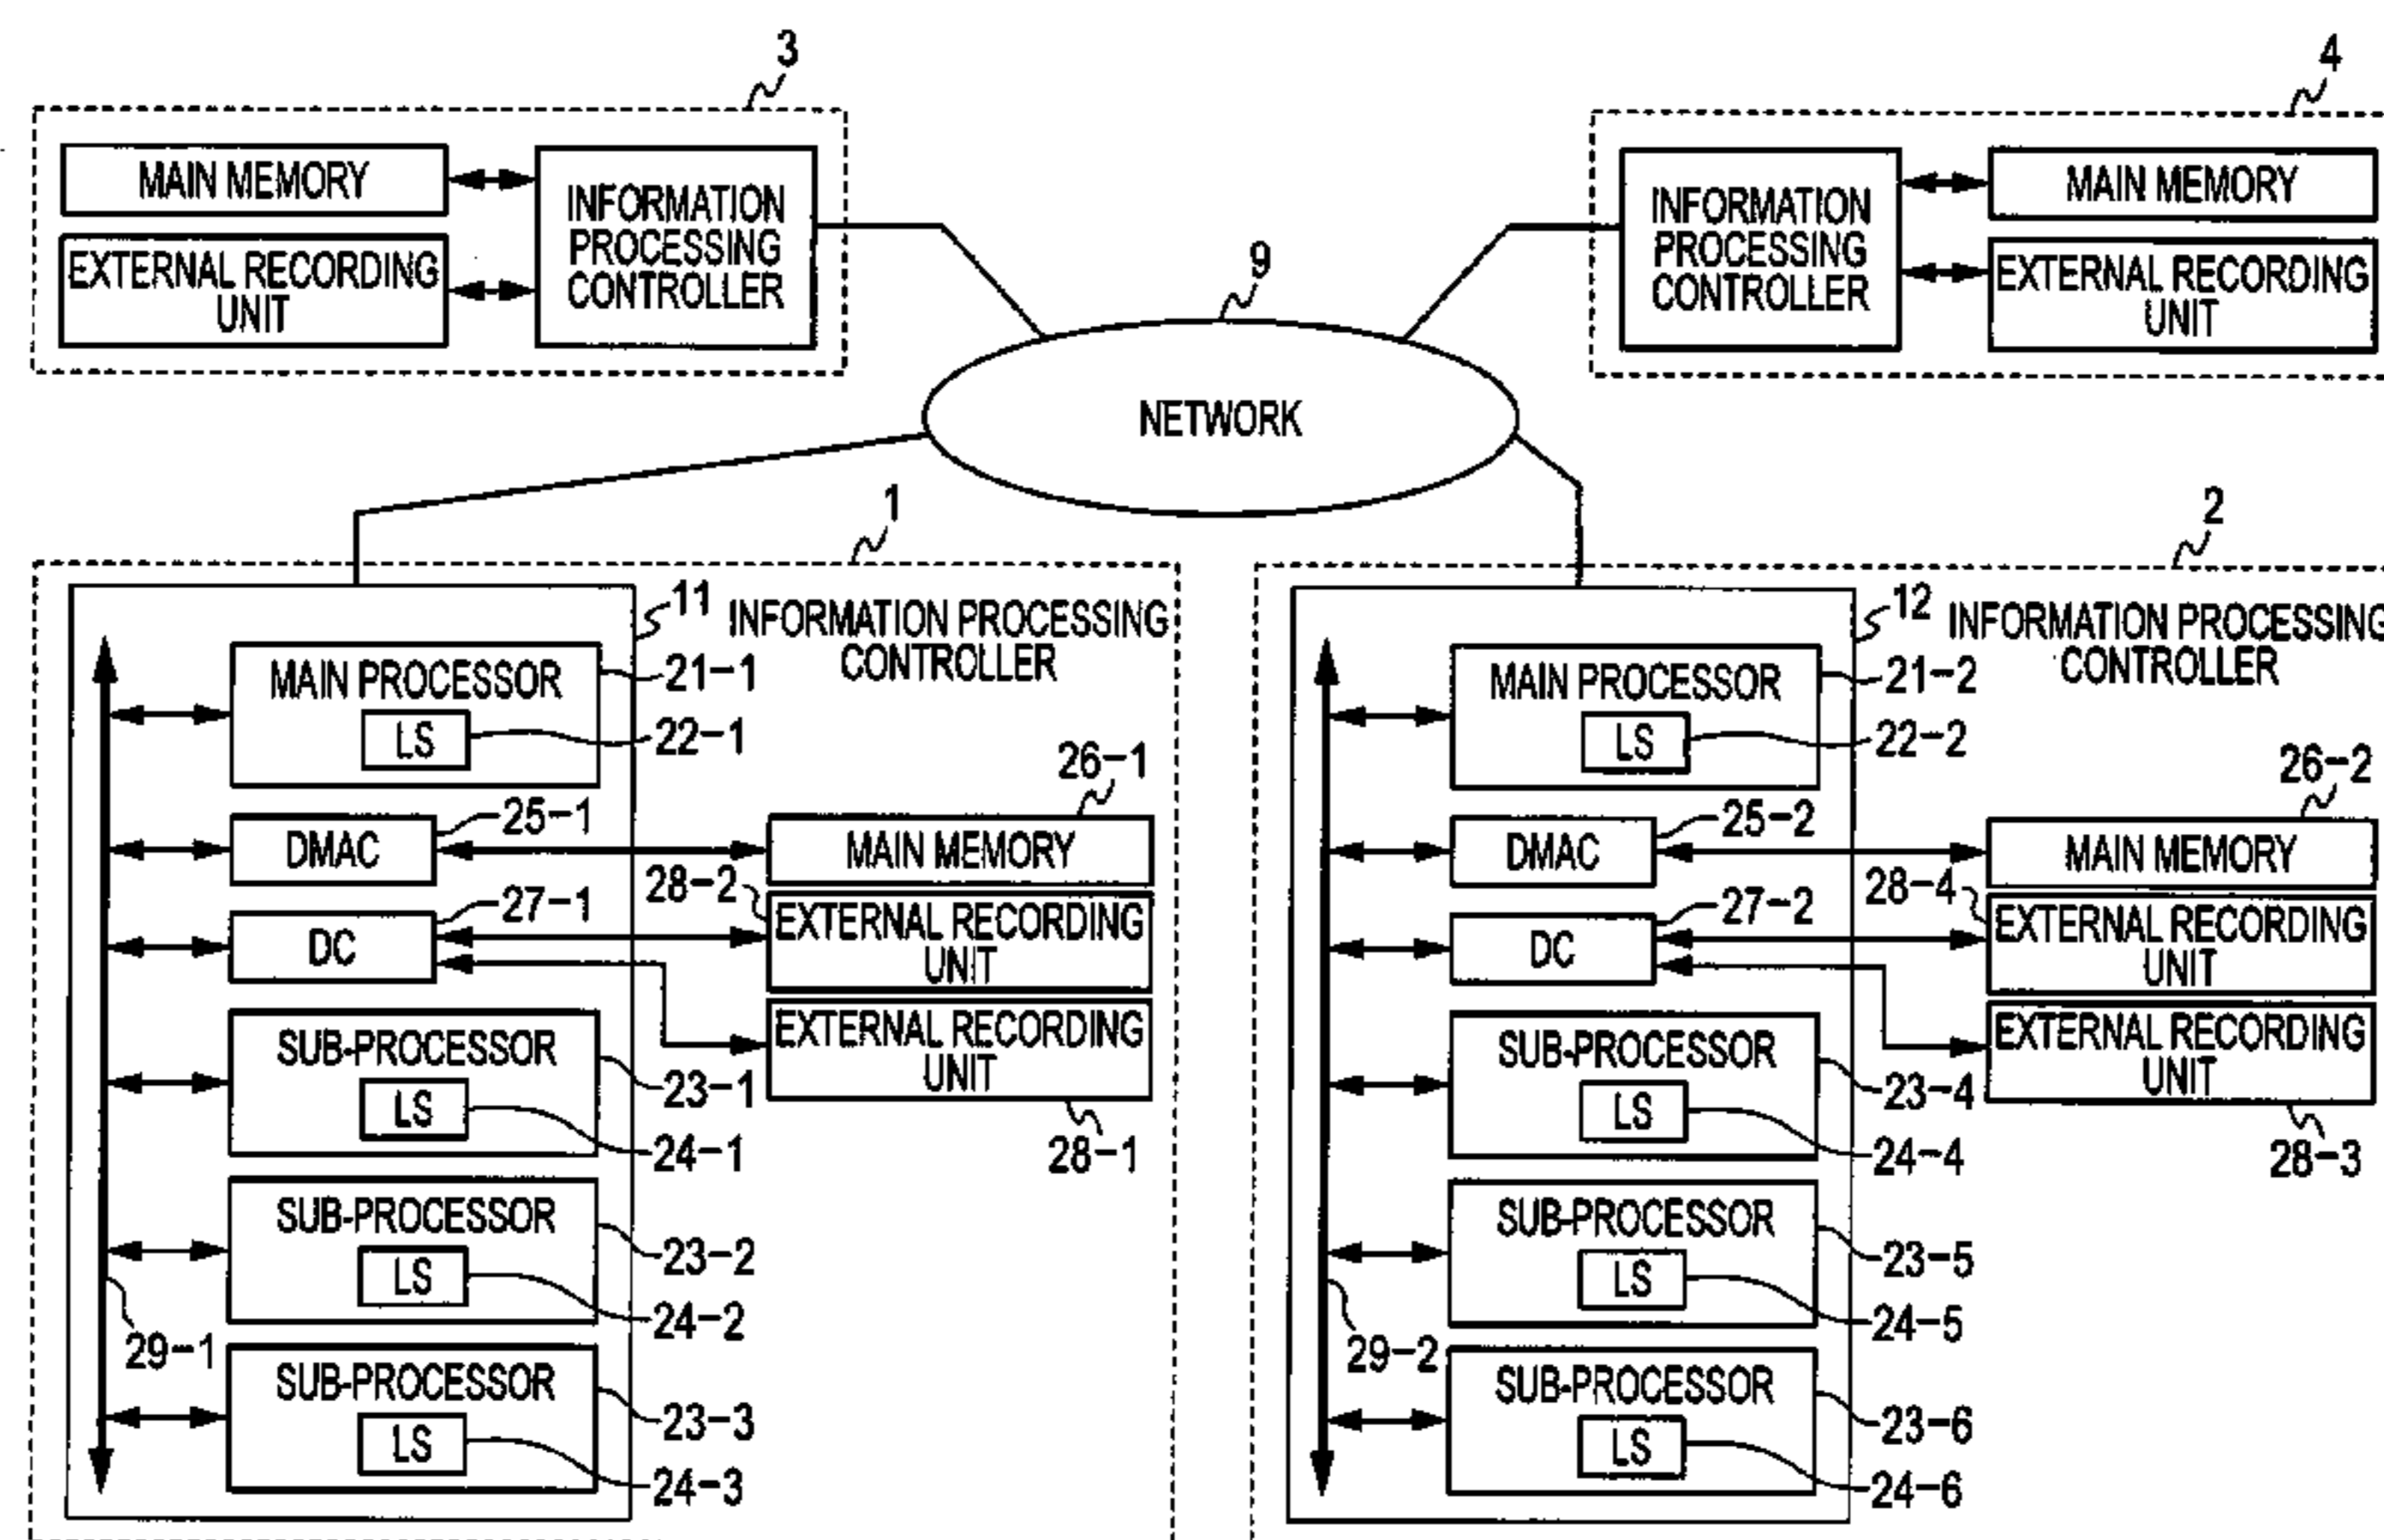 3
4
MAIN MEMORY
EXTERNAL RECORDING
UNIT
INFORMATION
PROCESSING
CONTROLLER
INFORMATION
PROCESSING
CONTROLLER
MAIN MEMORY
EXTERNAL RECORDING
UNIT
9
NETWORK
1
11
INFORMATION PROCESSING
CONTROLLER
MAIN PROCESSOR
21-1
LS
22-1
26-1
DMAC
25-1
MAIN MEMORY
28-2
DC
27-1
EXTERNAL RECORDING
UNIT
EXTERNAL RECORDING
UNIT
28-1
SUB-PROCESSOR
23-1
LS
24-1
SUB-PROCESSOR
23-2
LS
24-2
29-1
SUB-PROCESSOR
23-3
LS
24-3
2
12
INFORMATION PROCESSING
CONTROLLER
MAIN PROCESSOR
21-2
LS
22-2
26-2
DMAC
25-2
MAIN MEMORY
28-4
DC
27-2
EXTERNAL RECORDING
UNIT
EXTERNAL RECORDING
UNIT
28-3
SUB-PROCESSOR
23-4
LS
24-4
SUB-PROCESSOR
23-5
LS
24-5
29-2
SUB-PROCESSOR
23-6
LS
24-6